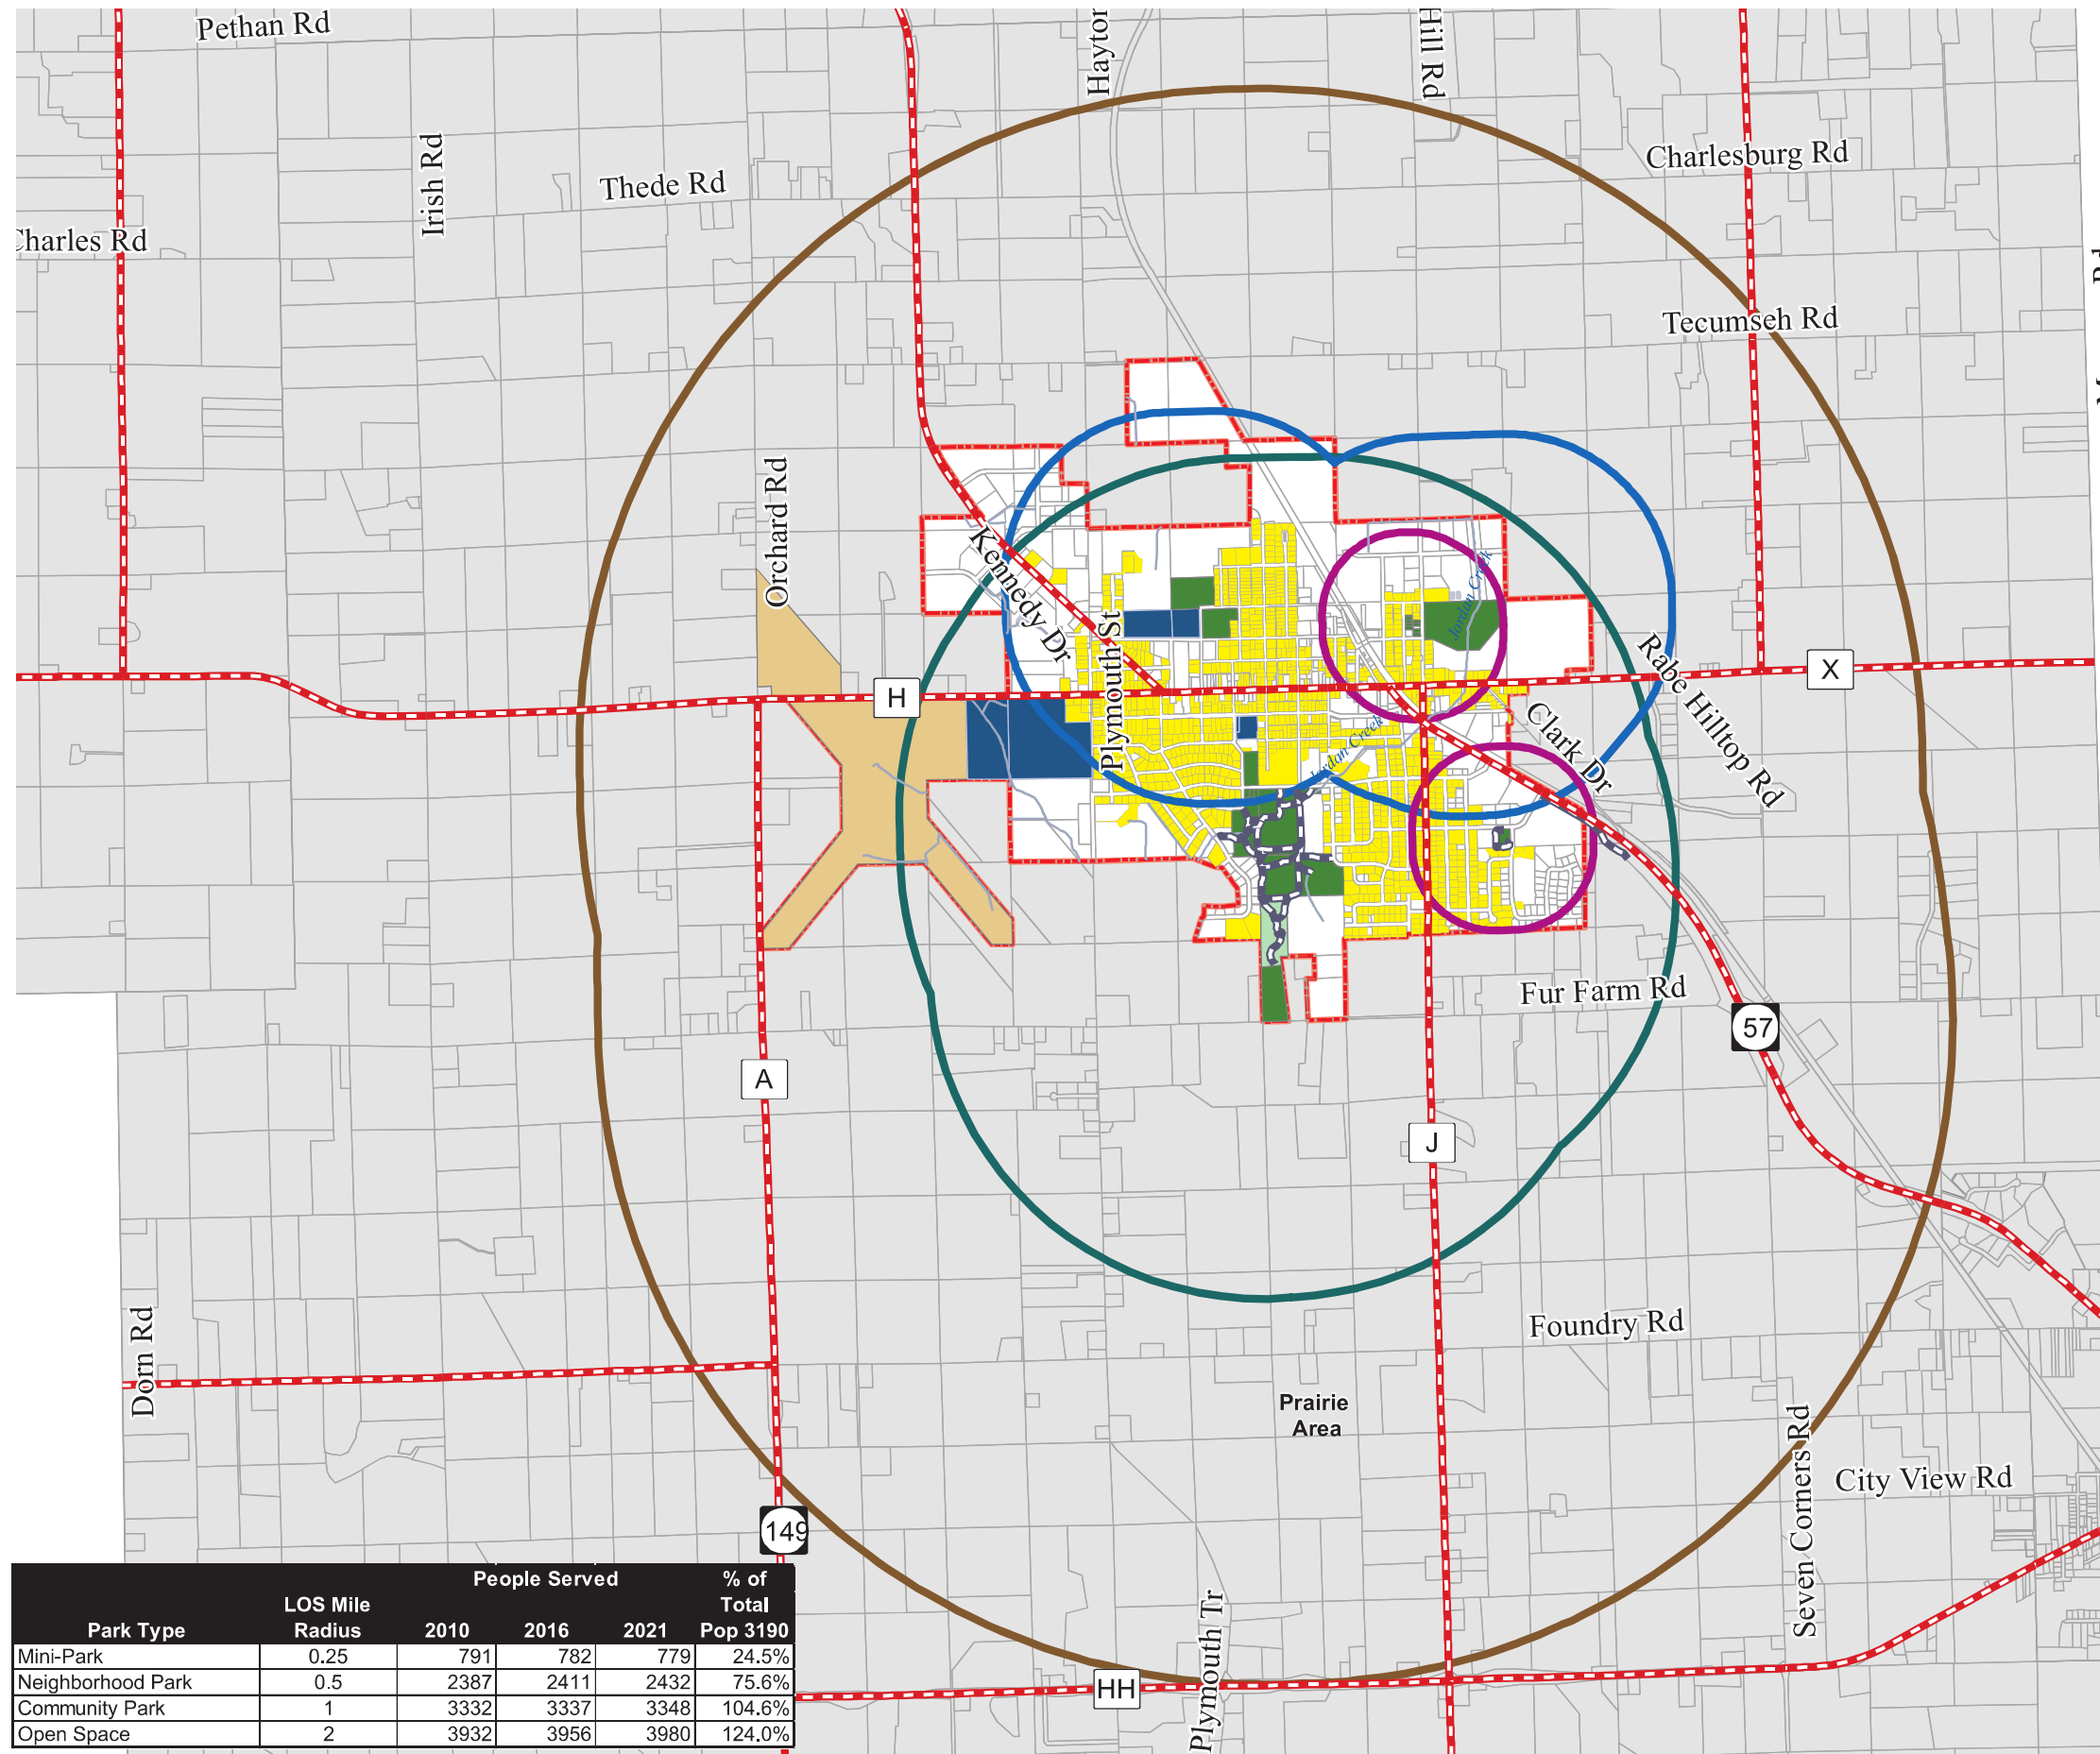 Pethan Rd
Hayton
Hill Rd
Irish Rd
Thede Rd
Charlesburg Rd
Charles Rd
Rd
Tecumseh Rd
Orchard Rd
Kennedy Dr
Plymouth St
Jordan Creek
Jordan Creek
H
X
Rabe Hilltop Rd
Clark Dr
Fur Farm Rd
57
A
J
Dorn Rd
Foundry Rd
Prairie
Area
Seven Corners Rd
City View Rd
149
HH
Plymouth Tr
People Served % of
LOS Mile Total
Park Type Radius 2010 2016 2021 Pop 3190
Mini-Park 0.25 791 782 779 24.5%
Neighborhood Park 0.5 2387 2411 2432 75.6%
Community Park 1 3332 3337 3348 104.6%
Open Space 2 3932 3956 3980 124.0%